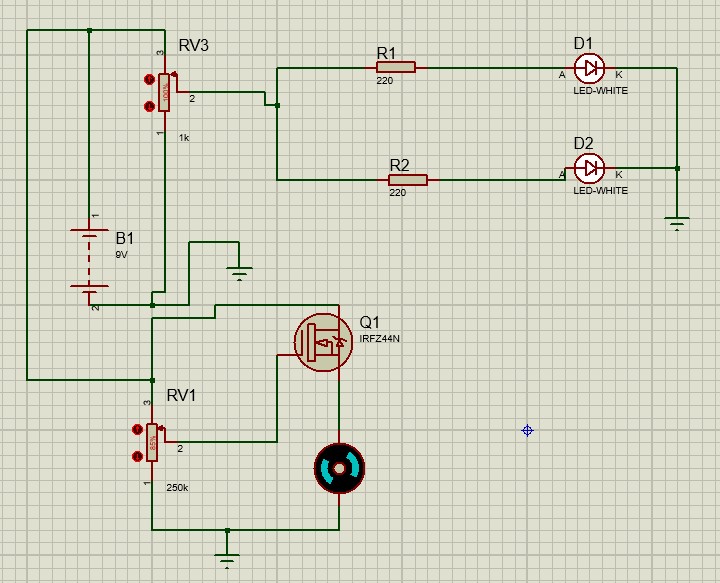 RV3
3
100%
2
1
1k
R1
220
D1
A
K
LED-WHITE
R2
220
D2
A
K
LED-WHITE
1
B1
9V
2
Q1
IRFZ44N
RV1
3
2
1
250k